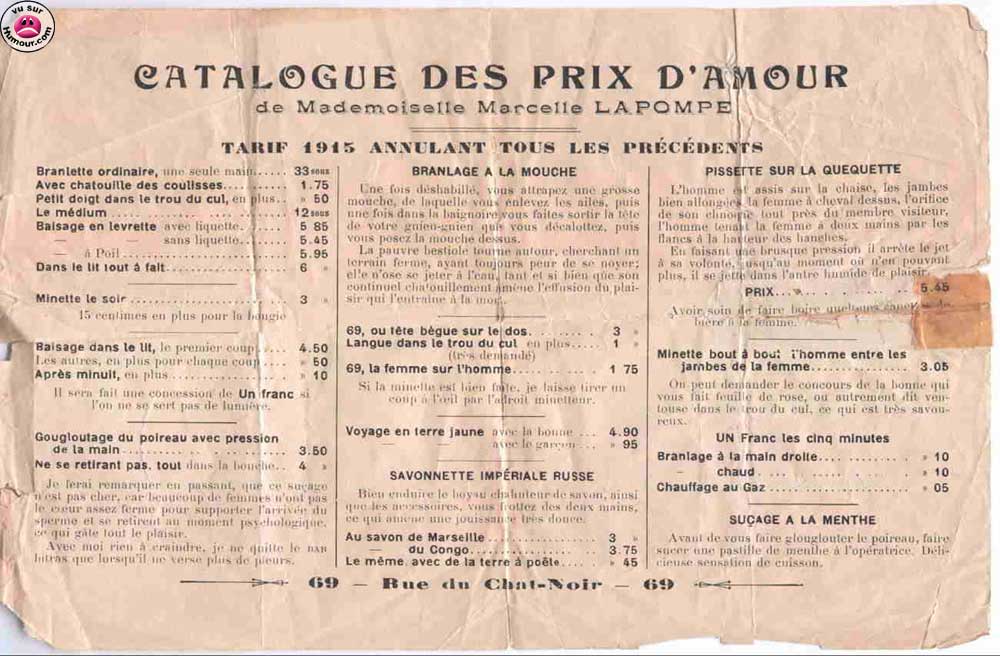 vu sur
Humour.com
CATALOGUE DES PRIX D'AMOUR
de Mademoiselle Marcelle LAPOMPE
TARIF 1915 ANNULANT TOUS LES PRÉCÉDENTS
Branlette ordinaire, une seule main..... 33 sous
Avec chatouille des coulisses........... 1.75
Petit doigt dans le trou du cul, en plus.. » 50
Le médium ........................ 12 sous
Baisage en levrette avec liquette..... 5 85
— — sans liquette..... 5.45
— à Poil .................. 5.95
Dans le lit tout à fait................... 6 »
Minette le soir ........................ 3 »
15 centimes en plus pour la bougie
Baisage dans le lit, le premier coup..... 4.50
Les autres, en plus pour chaque coup.... » 50
Après minuit, en plus .................. » 10
Il sera fait une concession de Un franc si
l'on ne se sert pas de lumière.
Gougloutage du poireau avec pression
de la main ........................ 3.50
Ne se retirant pas, tout dans la bouche.. 4 »
Je ferai remarquer en passant, que ce suçage
n'est pas cher, car beaucoup de femmes n'ont pas
le cœur assez ferme pour supporter l'arrivée du
sperme et se retirent au moment psychologique,
ce qui gâte tout le plaisir.
Avec moi rien à craindre, je ne quitte le nan
htras que lorsqu'il ne verse plus de pleurs.
BRANLAGE A LA MOUCHE
Une fois déshabillé, vous attrapez une grosse
mouche, de laquelle vous enlevez les ailes, puis
une fois dans la baignoire vous faites sortir la tête
de votre gnien-gnien que vous décalottez, puis
vous posez la mouche dessus.
La pauvre bestiole tourne autour, cherchant un
terrain ferme, ayant toujours peur de se noyer;
elle n'ose se jeter à l'eau, tant et si bien que son
continuel chatouillement amène l'effusion du plai-
sir qui l'entraîne à la mort.
69, ou tête bêgue sur le dos......... 3 »
Langue dans le trou du cul en plus..... 1 »
(très demandé)
69, la femme sur l'homme............ 1 75
Si la minette est bien faite, je laisse tirer un
coup à l'œil par l'adroit minetteur.
Voyage en terre jaune avec la bonne ... 4.90
— — avec le garçon... » 95
SAVONNETTE IMPÉRIALE RUSSE
Bien enduire le boyau chahuteur de savon, ainsi
que les accessoires, vous frottez des deux mains,
ce qui amène une jouissance très douce.
Au savon de Marseille ................ 3 »
— du Congo........................ 3.75
Le même, avec de la terre à poêle..... » 45
PISSETTE SUR LA QUEQUETTE
L'homme est assis sur la chaise, les jambes
bien allongées, la femme à cheval dessus, l'orifice
de son tout près du membre visiteur,
l'homme tenant la femme à deux mains par les
flancs à la hauteur des hanches.
En faisant une brusque pression il arrête le jet
à sa volonté, jusqu'au moment où n'en pouvant
plus, il se jette dans l'antre humide de plaisir.
PRIX.................. 5.45
Avoir soin de faire boire quelques de
bière à la femme.
Minette bout à bout: l'homme entre les
jambes de la femme................. 3.05
On peut demander le concours de la bonne qui
vous fait feuille de rose, ou autrement dit ven-
touse dans le trou du cul, ce qui est très savou-
reux.
UN Franc les cinq minutes
Branlage à la main droite............. » 10
— chaud ........................ » 10
Chauffage au Gaz .................... » 05
SUÇAGE A LA MENTHE
Avant de vous faire glouglouter le poireau, faire
sucer une pastille de menthe à l'opératrice. Déli-
cieuse sensation de cuisson.
69 — Rue du Chat-Noir — 69